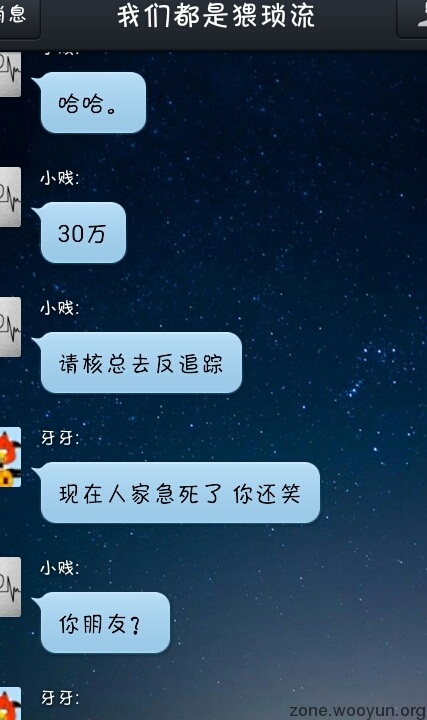 消息
我们都是猥琐流
小贱:
哈哈。
小贱:
30万
小贱:
请核总去反追踪
牙牙:
现在人家急死了 你还笑
小贱:
你朋友？
牙牙:
zone.wooyun.org